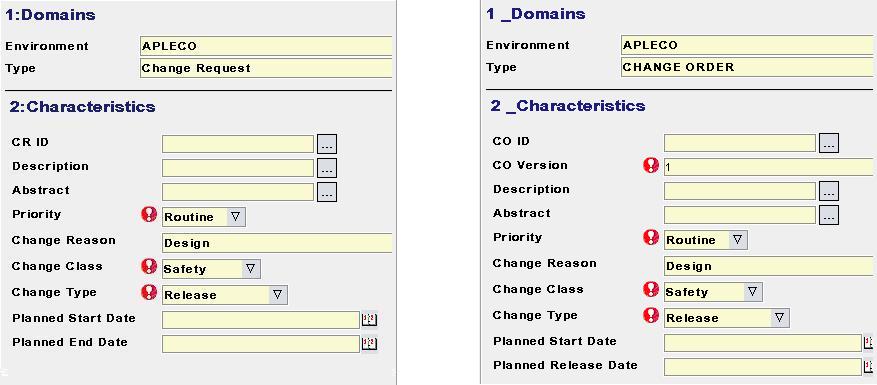 1:Domains
Environment APLECO
Type Change Request
2:Characteristics
CR ID ...
Description ...
Abstract ...
Priority Routine
Change Reason Design
Change Class Safety
Change Type Release
Planned Start Date
Planned End Date
1 _Domains
Environment APLECO
Type CHANGE ORDER
2 _Characteristics
CO ID ...
CO Version 1
Description ...
Abstract ...
Priority Routine
Change Reason Design
Change Class Safety
Change Type Release
Planned Start Date
Planned Release Date